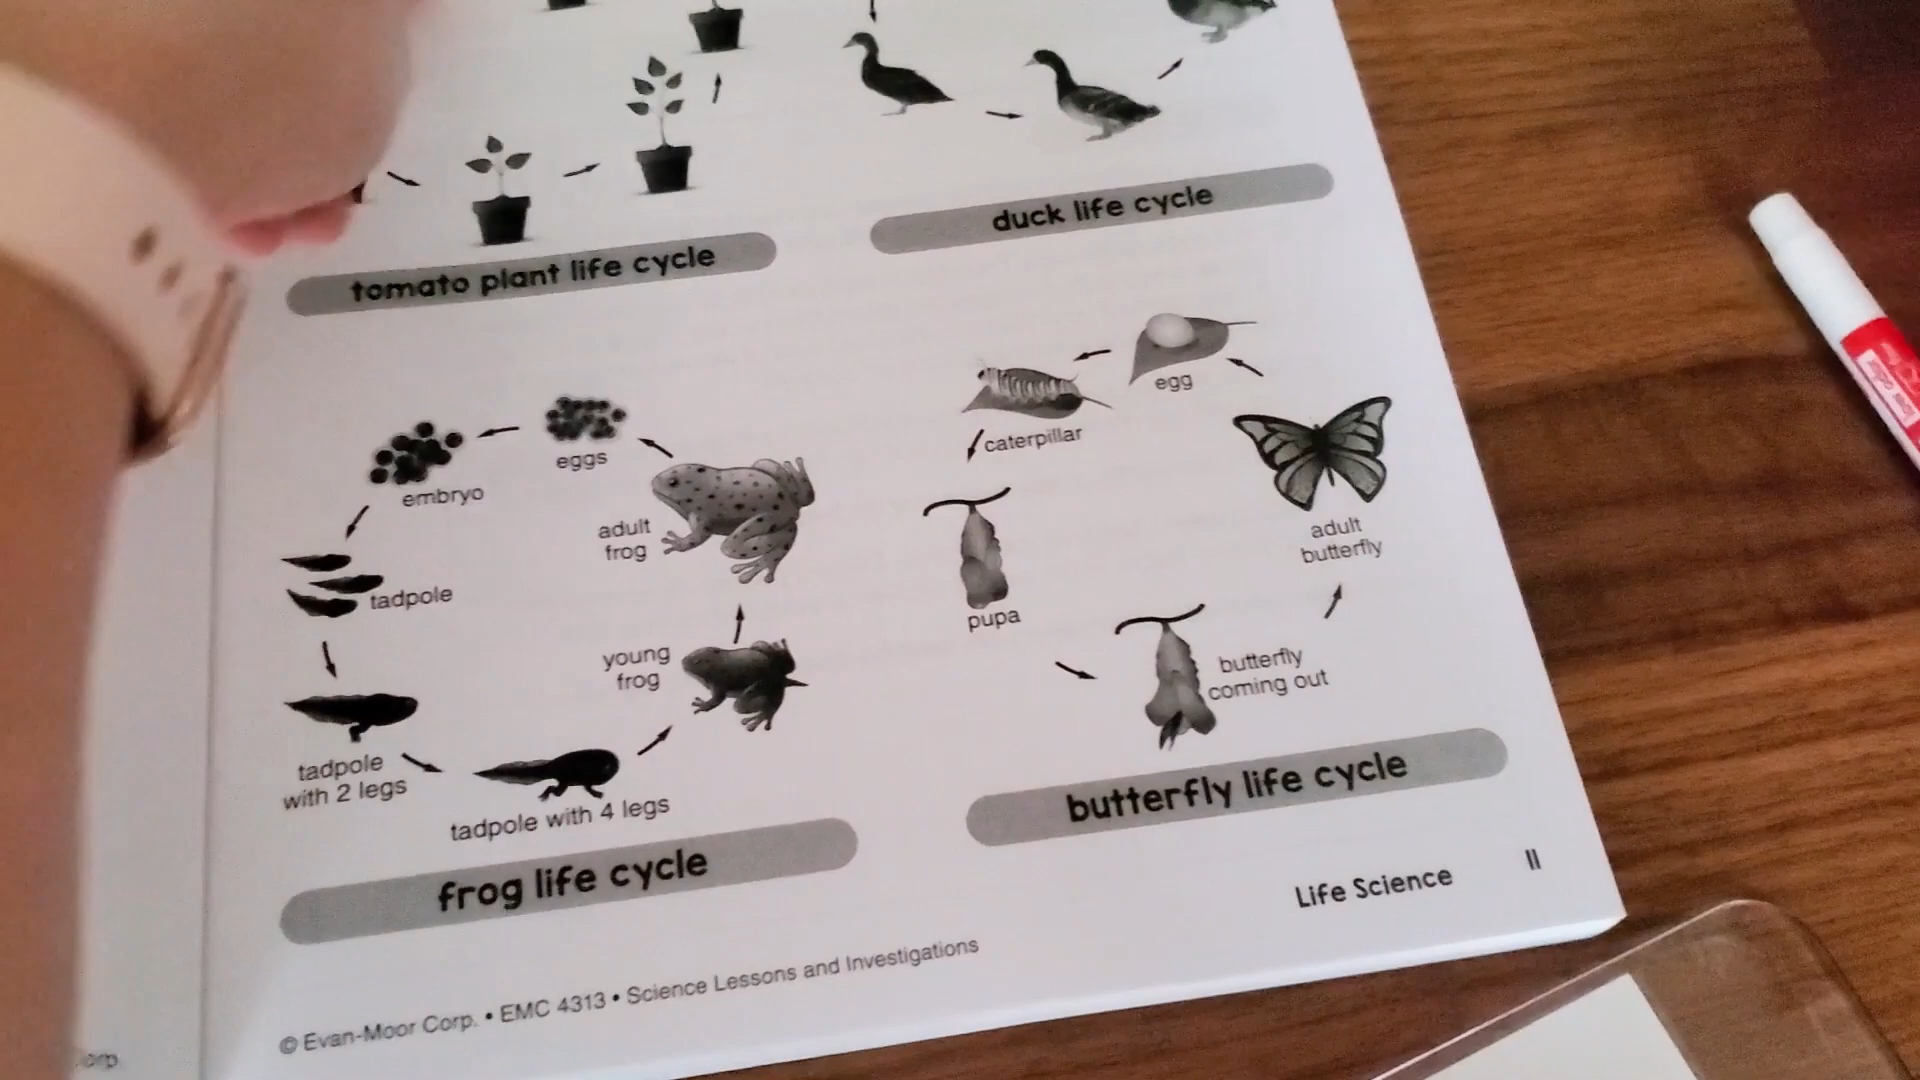 duck life cycle
tomato plant life cycle
egg
caterpillar
eggs
embryo
adult
frog
adult
butterfly
tadpole
pupa
young
frog
butterfly
coming out
tadpole
with 2 legs
tadpole with 4 legs
butterfly life cycle
frog life cycle
Life Science
11
© Evan-Moor Corp. • EMC 4313 • Science Lessons and Investigations